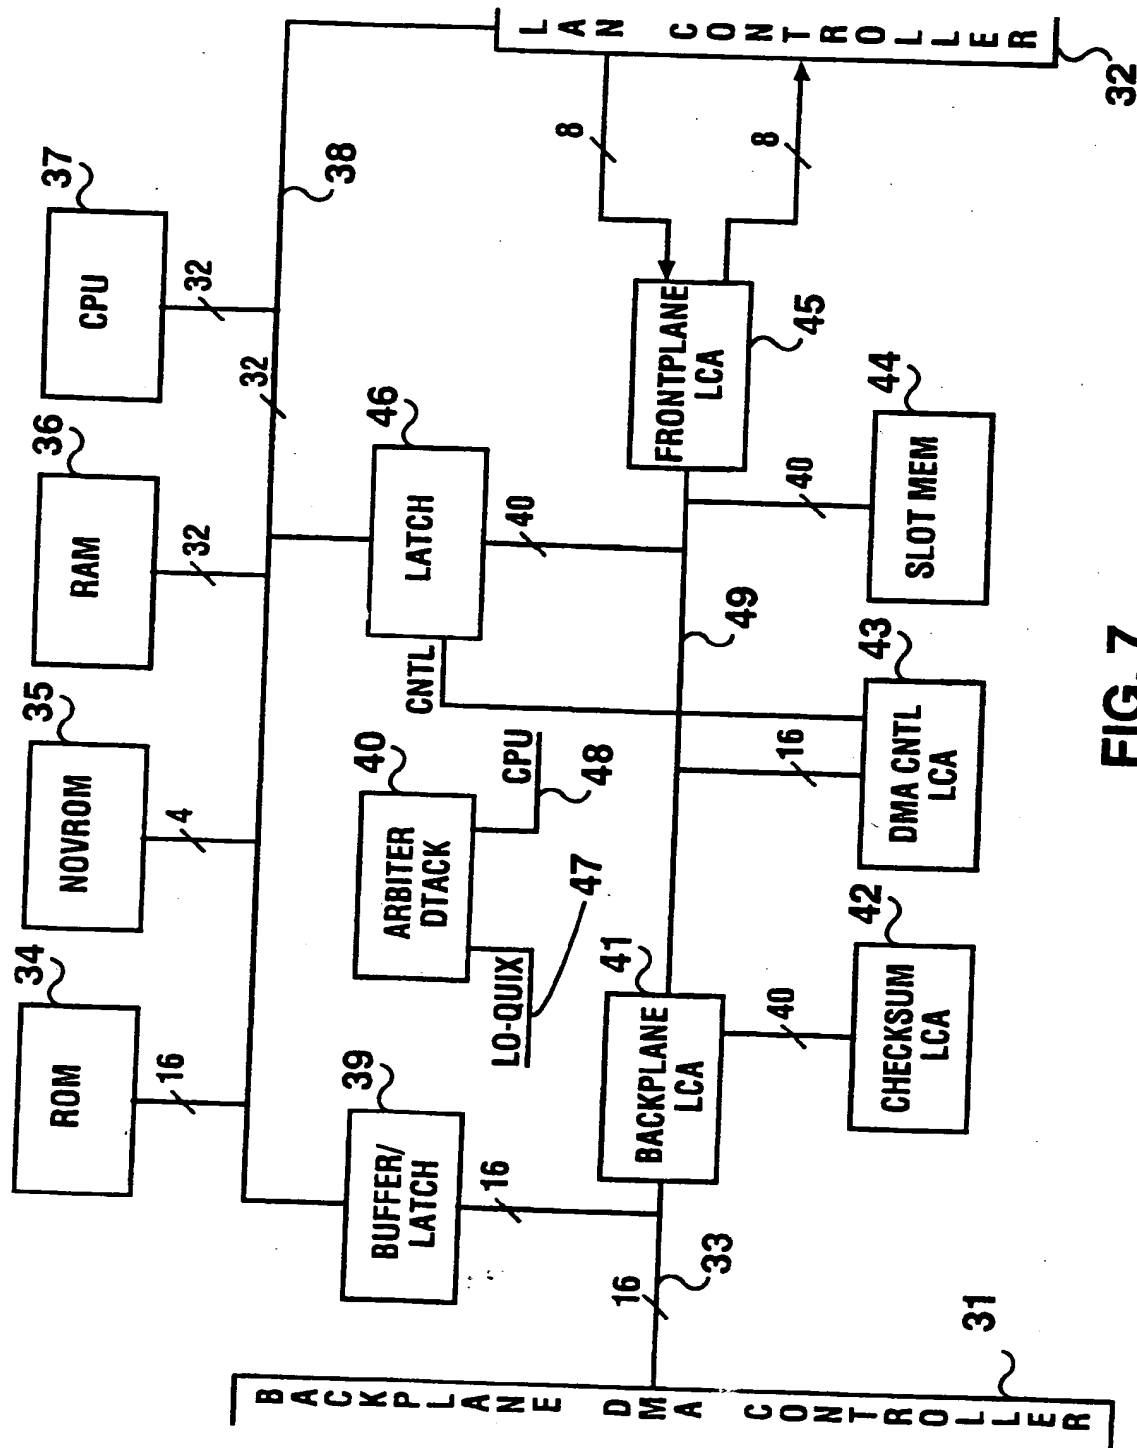 34
ROM
16
35
NOVROM
4
36
RAM
32
37
CPU
32
32
38
39
BUFFER/
LATCH
16
40
ARBITER
DTACK
LO-QUIX
47
CPU
48
46
LATCH
CNTL
40
8
8
LAN CONTROLLER
32
BACKPLANE DMA CONTROLLER
31
16
33
41
BACKPLANE
LCA
49
FRONTPLANE
LCA
45
40
42
CHECKSUM
LCA
16
43
DMA CNTL
LCA
40
44
SLOT MEM
FIG. 7